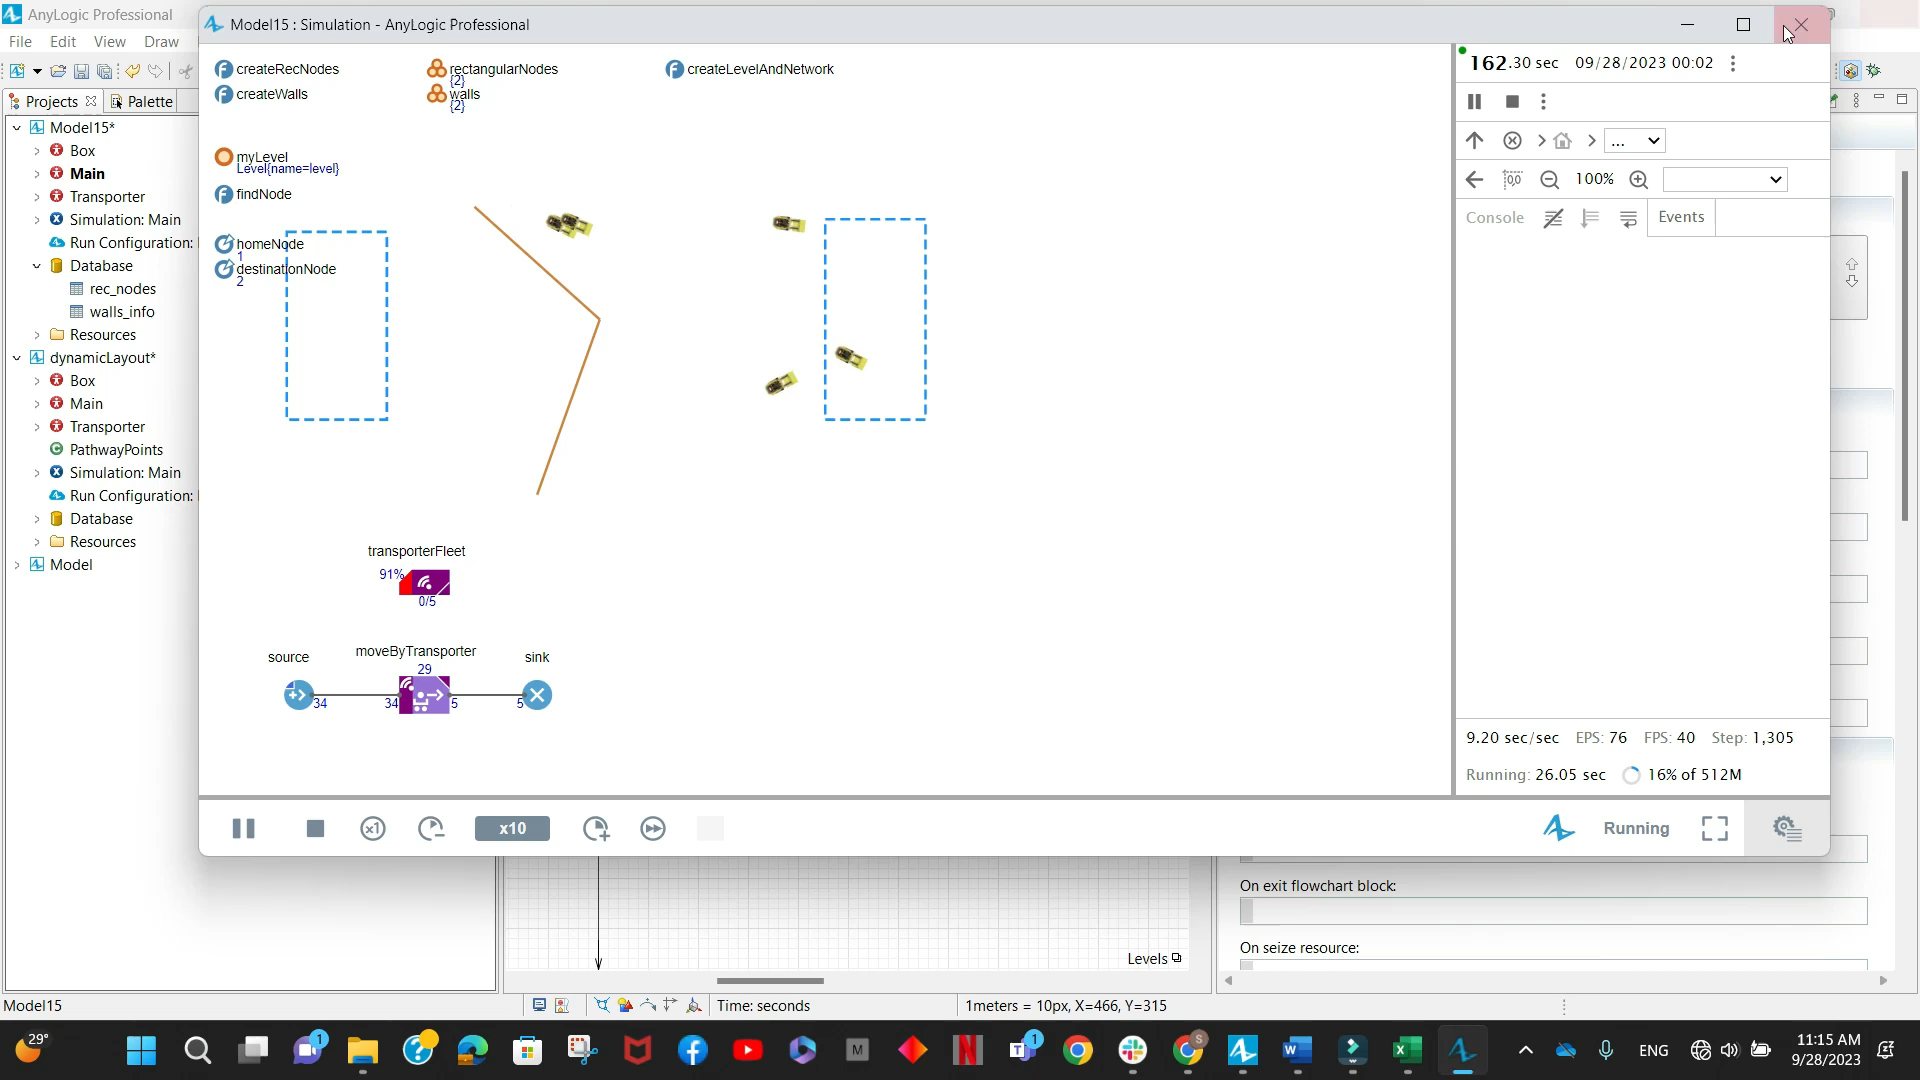 AnyLogic Professional
Model15 : Simulation - AnyLogic Professional
File Edit View Draw
Projects
Palette
Model15*
Box
Main
Transporter
Simulation: Main
Run Configuration:
Database
rec_nodes
walls_info
Resources
dynamicLayout*
Box
Main
Transporter
PathwayPoints
Simulation: Main
Run Configuration:
Database
Resources
Model
createRecNodes
createWalls
rectangularNodes
{2}
walls
{2}
createLevelAndNetwork
myLevel
Level{name=level}
findNode
homeNode
1
destinationNode
2
transporterFleet
91%
0/5
source
moveByTransporter
sink
29
34
34
5
5
x10
Running
162.30 sec 09/28/2023 00:02
...
100%
Console
Events
9.20 sec/sec EPS: 76 FPS: 40 Step: 1,305
Running: 26.05 sec 16% of 512M
Levels
On exit flowchart block:
On seize resource:
Model15
Time: seconds
1meters = 10px, X=466, Y=315
29°
1
1
M
N
S
ENG
11:15 AM
9/28/2023